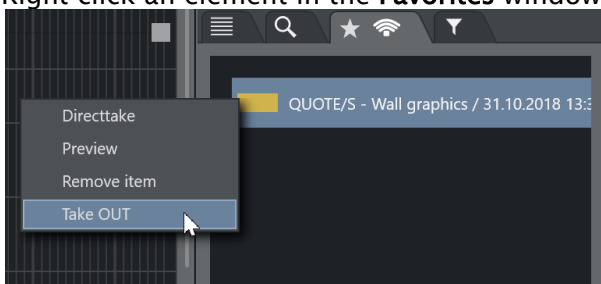 Right-click an element in the Favorites window
QUOTE/S - Wall graphics / 31.10.2018 13:3
Directtake
Preview
Remove item
Take OUT